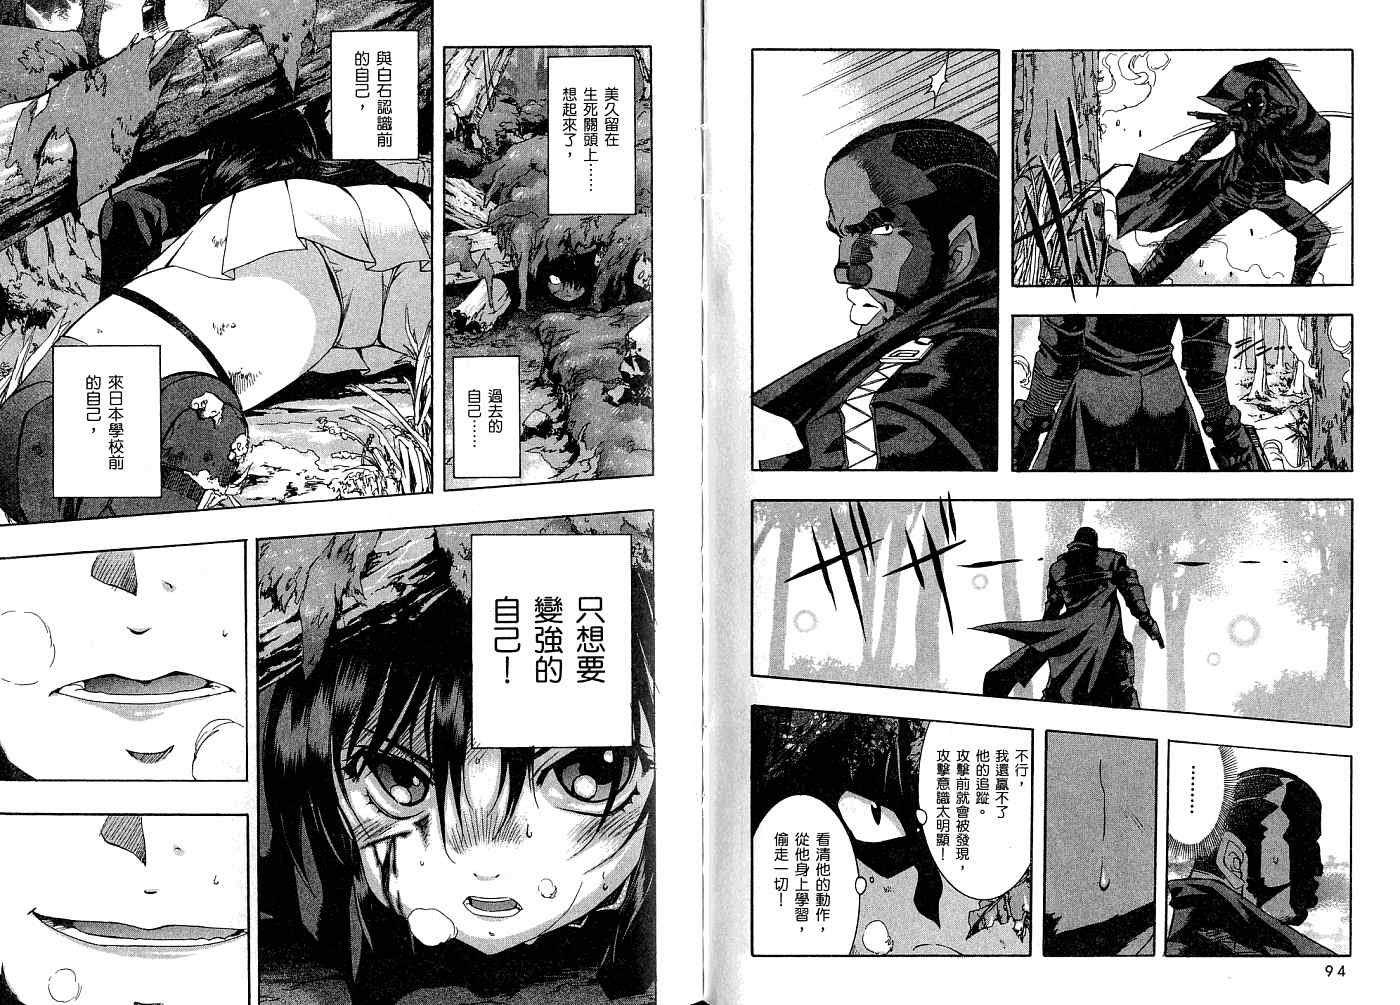 ………
不行，
我還贏不了
他的追蹤。
攻擊前就會被發現，
攻擊意識太明顯！
看清他的動作，
從他身上學習，
偷走一切！
94
美久留在
生死關頭上……
想起來了，
過去的
自己……
與白石認識前
的自己，
來日本學校前
的自己，
只想要
變強的
自己！